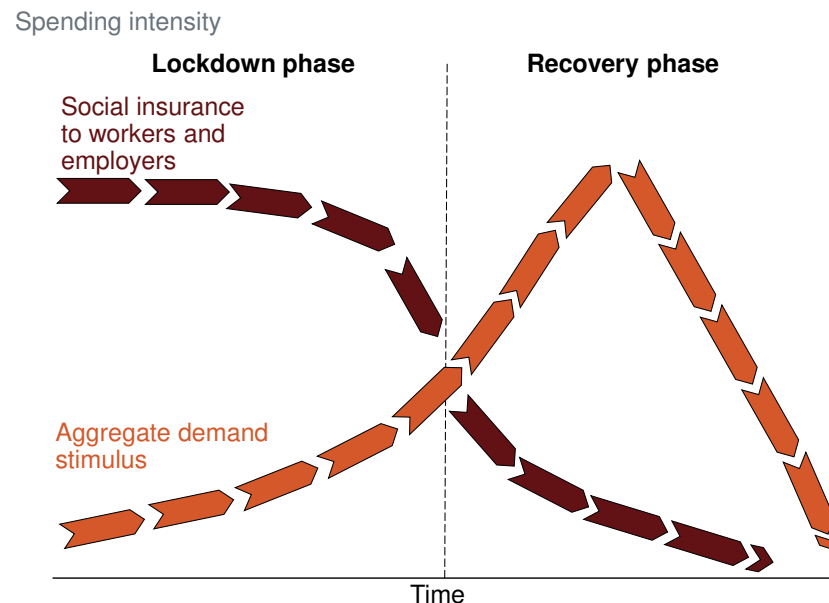 Spending intensity
Lockdown phase
Recovery phase
Social insurance
to workers and
employers
Aggregate demand
stimulus
Time